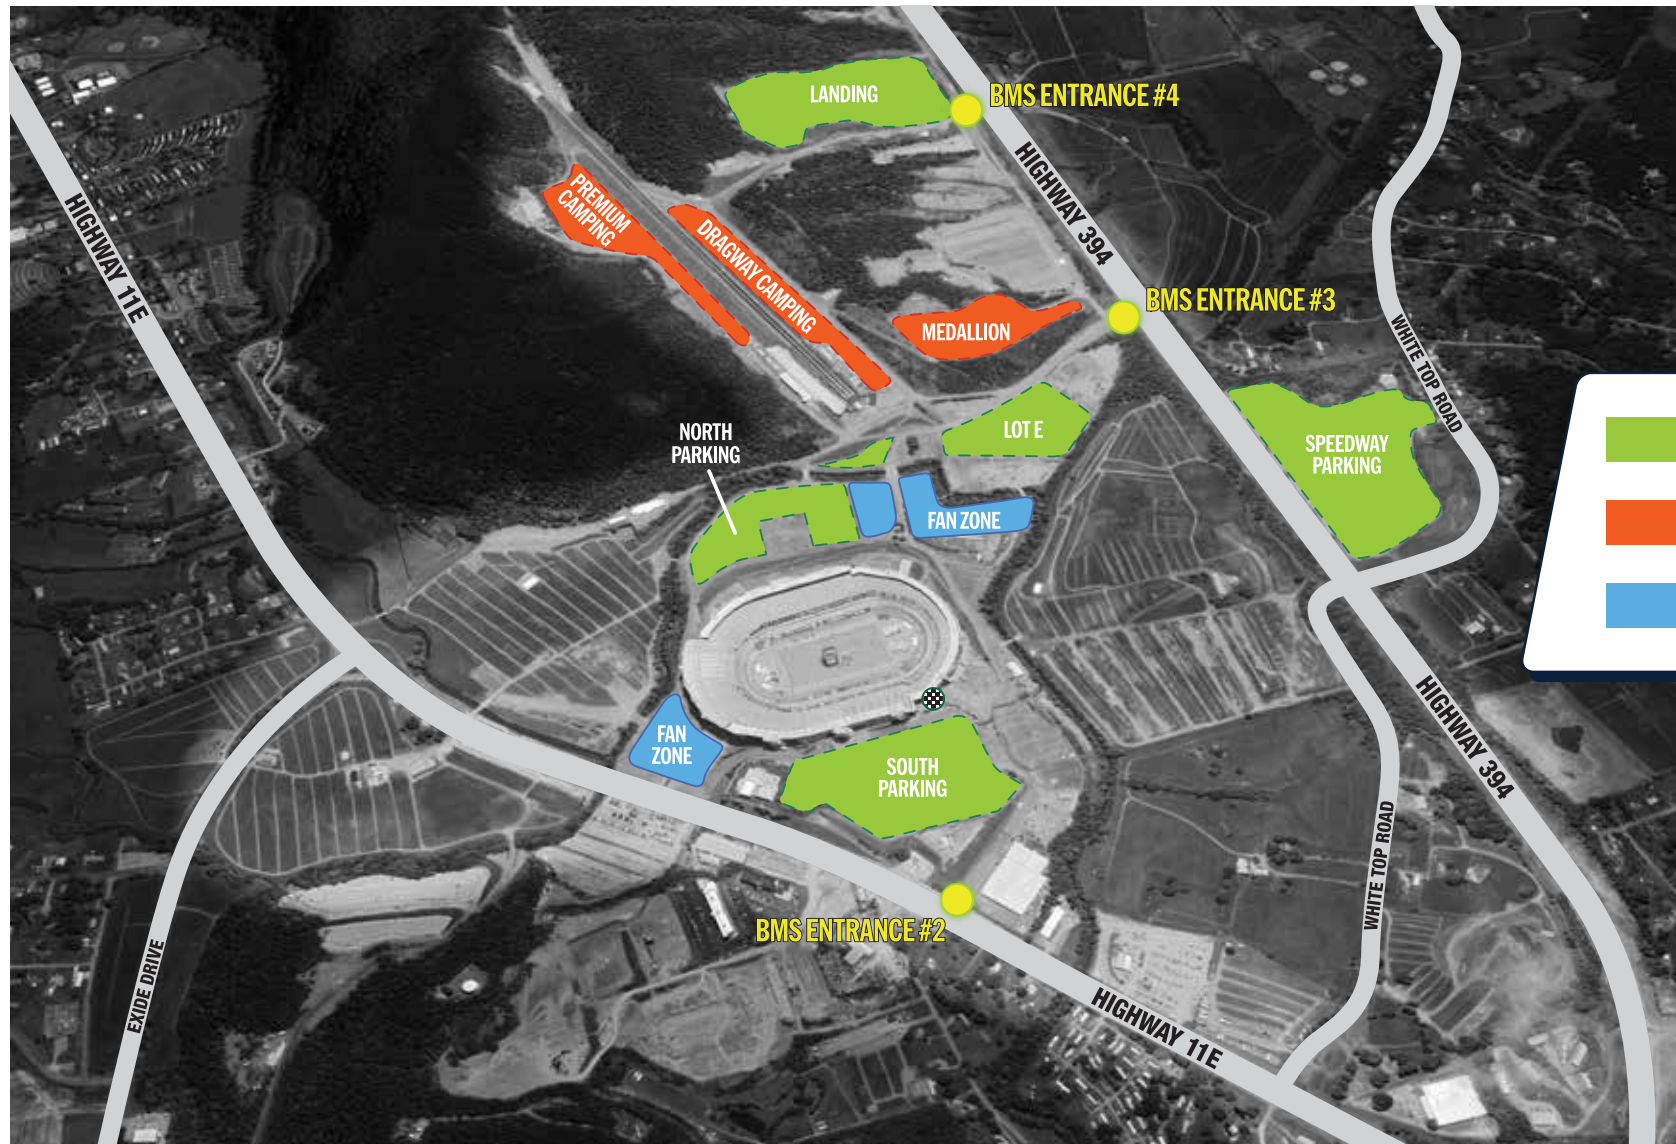 LANDING
BMS ENTRANCE #4
HIGHWAY 394
PREMIUM
CAMPING
DRAGWAY CAMPING
HIGHWAY 11E
BMS ENTRANCE #3
MEDALLION
WHITE TOP ROAD
LOT E
NORTH
PARKING
SPEEDWAY
PARKING
FAN ZONE
FAN
ZONE
SOUTH
PARKING
HIGHWAY 394
WHITE TOP ROAD
BMS ENTRANCE #2
EXIDE DRIVE
HIGHWAY 11E